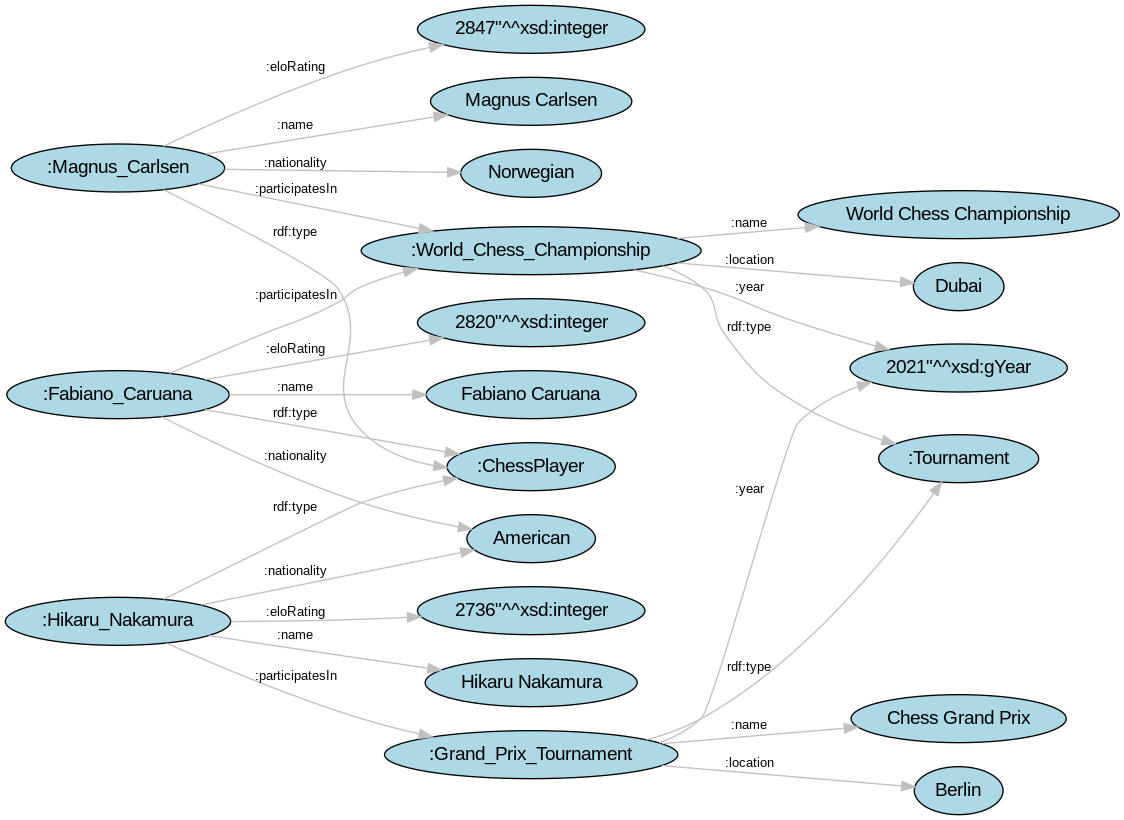 2847"^^xsd:integer
:eloRating
Magnus Carlsen
:name
:Magnus_Carlsen
:nationality
Norwegian
:participatesIn
rdf:type
:World_Chess_Championship
:name
World Chess Championship
:location
Dubai
:year
:participatesIn
2820"^^xsd:integer
rdf:type
:eloRating
2021"^^xsd:gYear
:Fabiano_Caruana
:name
Fabiano Caruana
rdf:type
:nationality
:ChessPlayer
:Tournament
:year
rdf:type
American
:nationality
:eloRating
2736"^^xsd:integer
:Hikaru_Nakamura
:name
:participatesIn
Hikaru Nakamura
rdf:type
:Grand_Prix_Tournament
:name
Chess Grand Prix
:location
Berlin